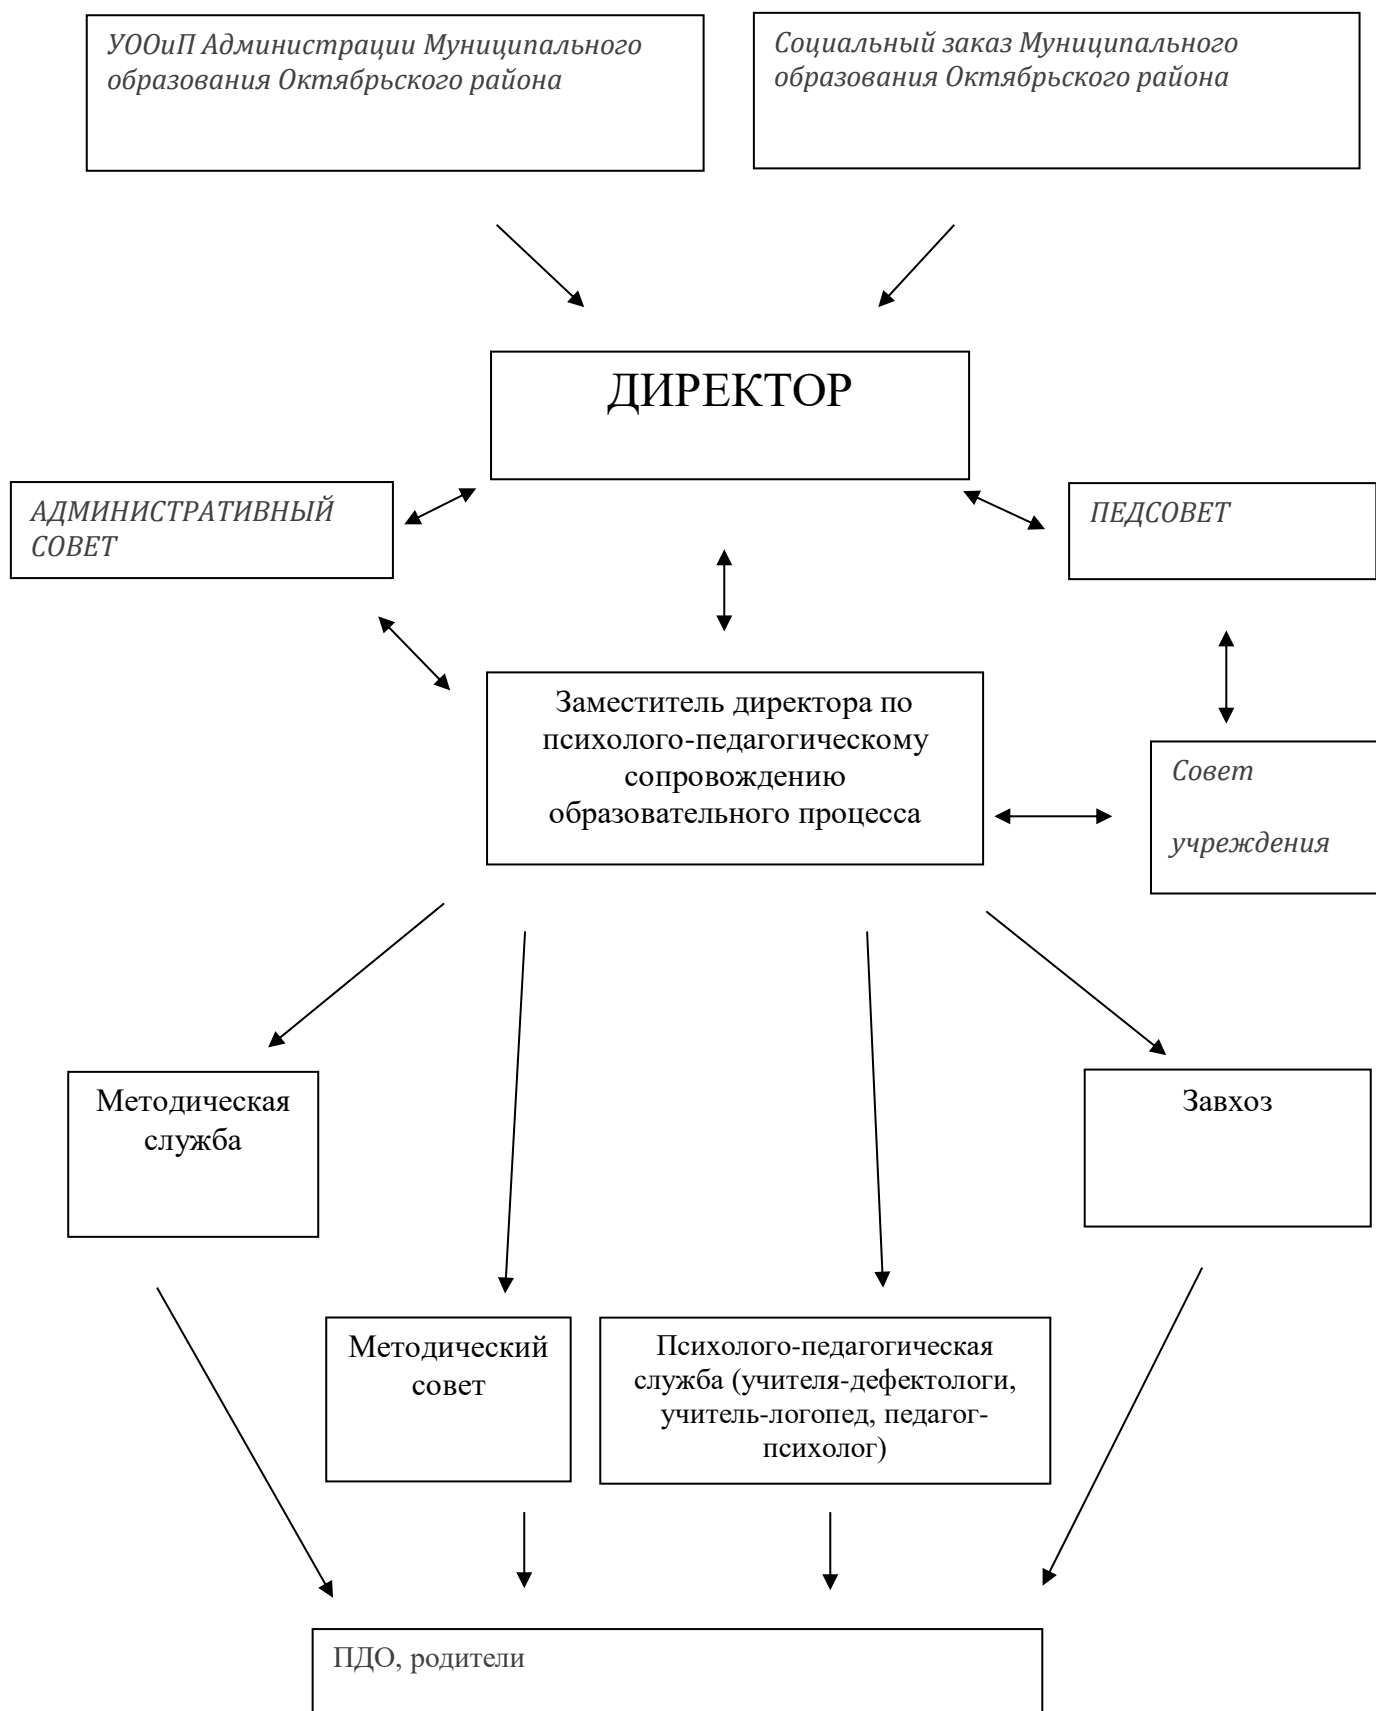 УООиП Администрации Муниципального
образования Октябрьского района
Социальный заказ Муниципального
образования Октябрьского района
ДИРЕКТОР
АДМИНИСТРАТИВНЫЙ
СОВЕТ
ПЕДСОВЕТ
Заместитель директора по
психолого-педагогическому
сопровождению
образовательного процесса
Совет
учреждения
Методическая
служба
Завхоз
Методический
совет
Психолого-педагогическая
служба (учителя-дефектологи,
учитель-логопед, педагог-
психолог)
ПДО, родители